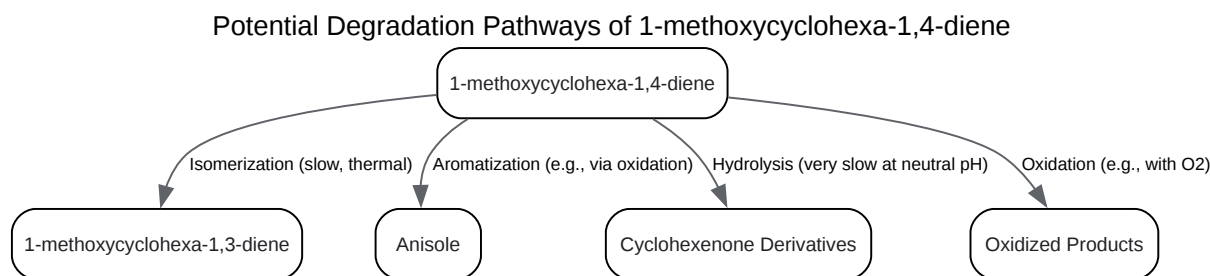 Potential Degradation Pathways of 1-methoxycyclohexa-1,4-diene
1-methoxycyclohexa-1,4-diene
Isomerization (slow, thermal)
Aromatization (e.g., via oxidation)
Hydrolysis (very slow at neutral pH)
Oxidation (e.g., with O2)
1-methoxycyclohexa-1,3-diene
Anisole
Cyclohexenone Derivatives
Oxidized Products